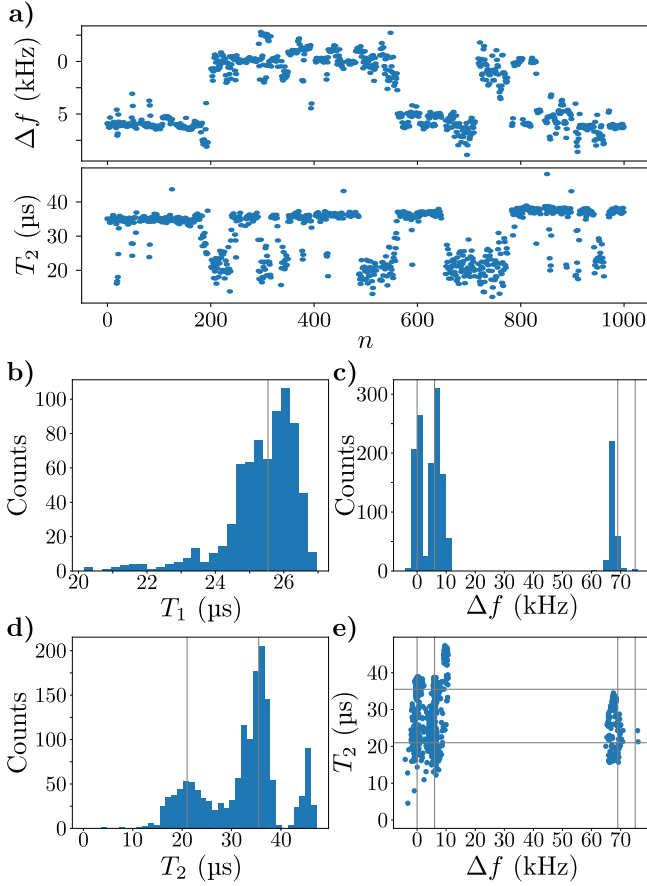 a)
Δf (kHz)
0
5
T₂ (µs)
40
30
20
0 200 400 600 800 1000
n
b)
Counts
100
80
60
40
20
0
20 22 24 26
T₁ (µs)
c)
Counts
300
200
100
0
0 10 20 30 40 50 60 70
Δf (kHz)
d)
Counts
200
150
100
50
0
0 10 20 30 40
T₂ (µs)
e)
T₂ (µs)
40
30
20
10
0
0 10 20 30 40 50 60 70
Δf (kHz)